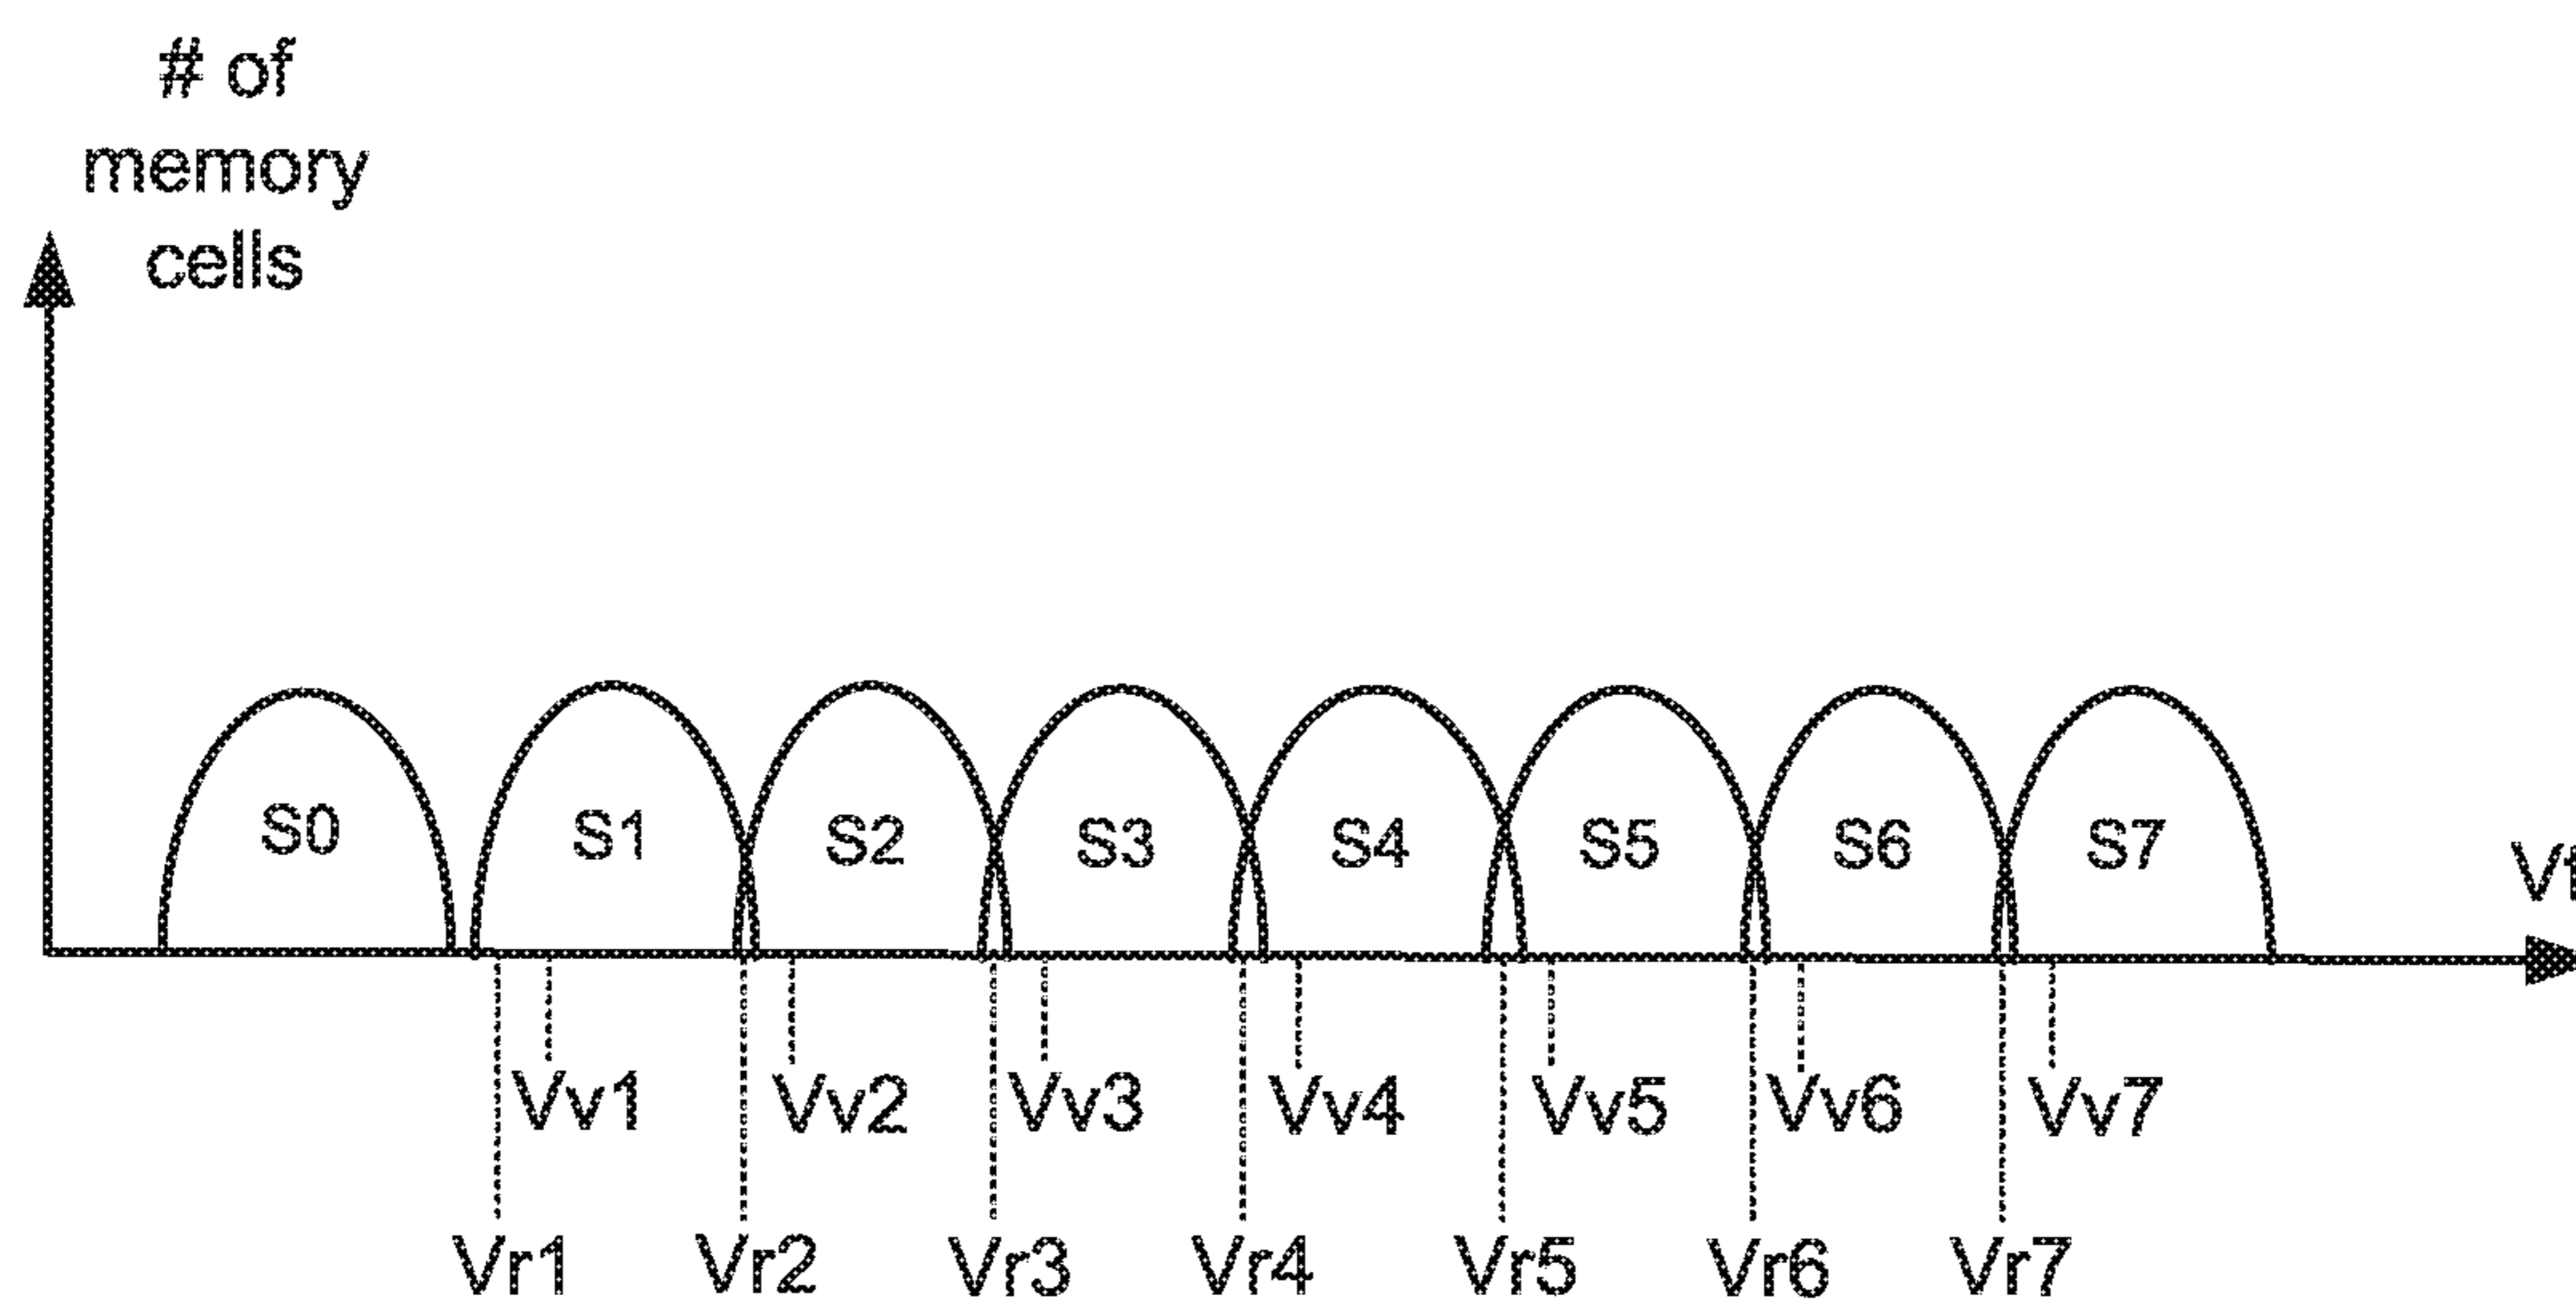 # of
memory
cells
S0 S1 S2 S3 S4 S5 S6 S7
Vv1 Vv2 Vv3 Vv4 Vv5 Vv6 Vv7
Vr1 Vr2 Vr3 Vr4 Vr5 Vr6 Vr7